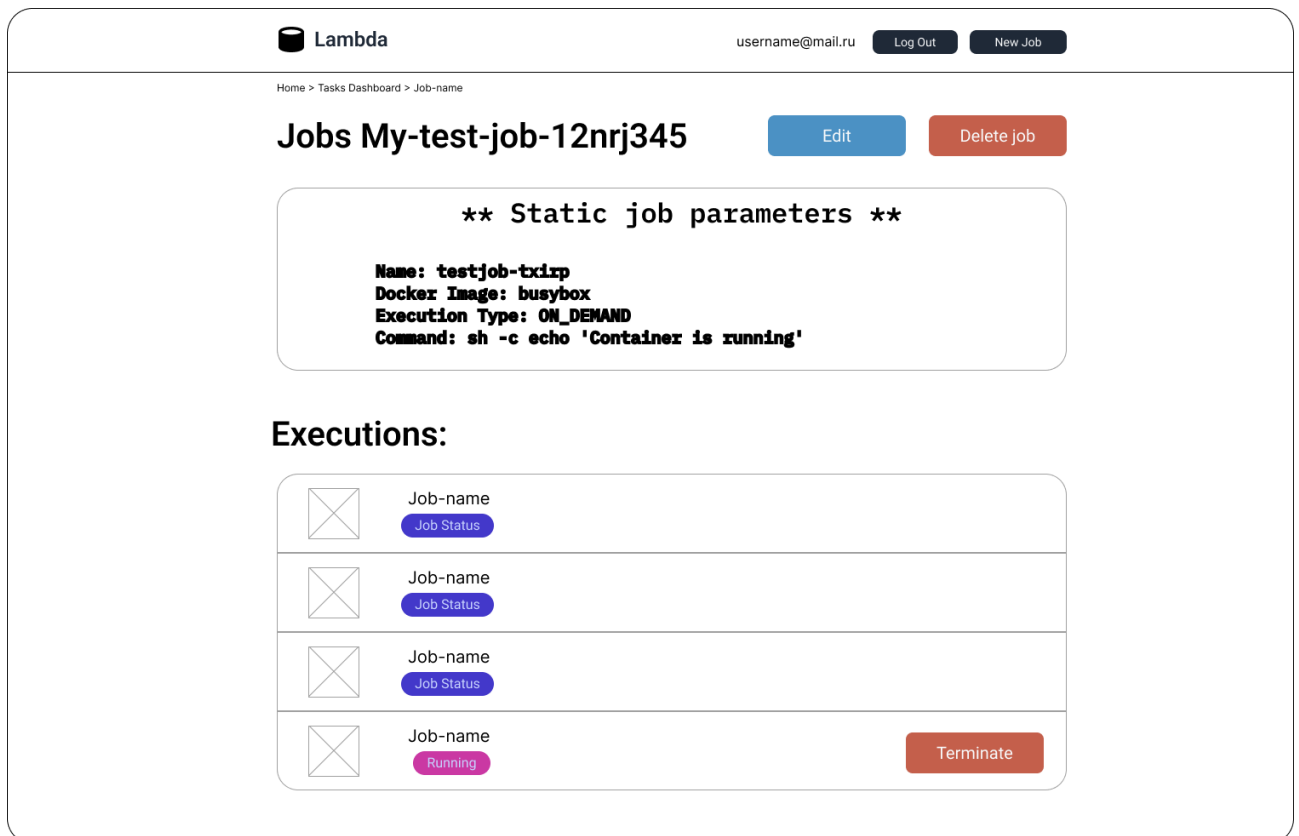 Lambda
username@mail.ru
Log Out
New Job
Home > Tasks Dashboard > Job-name
Jobs My-test-job-12nrj345
Edit
Delete job
** Static job parameters **
Name: testjob-txirp
Docker Image: busybox
Execution Type: ON_DEMAND
Command: sh -c echo 'Container is running'
Executions:
Job-name
Job Status
Job-name
Job Status
Job-name
Job Status
Job-name
Running
Terminate